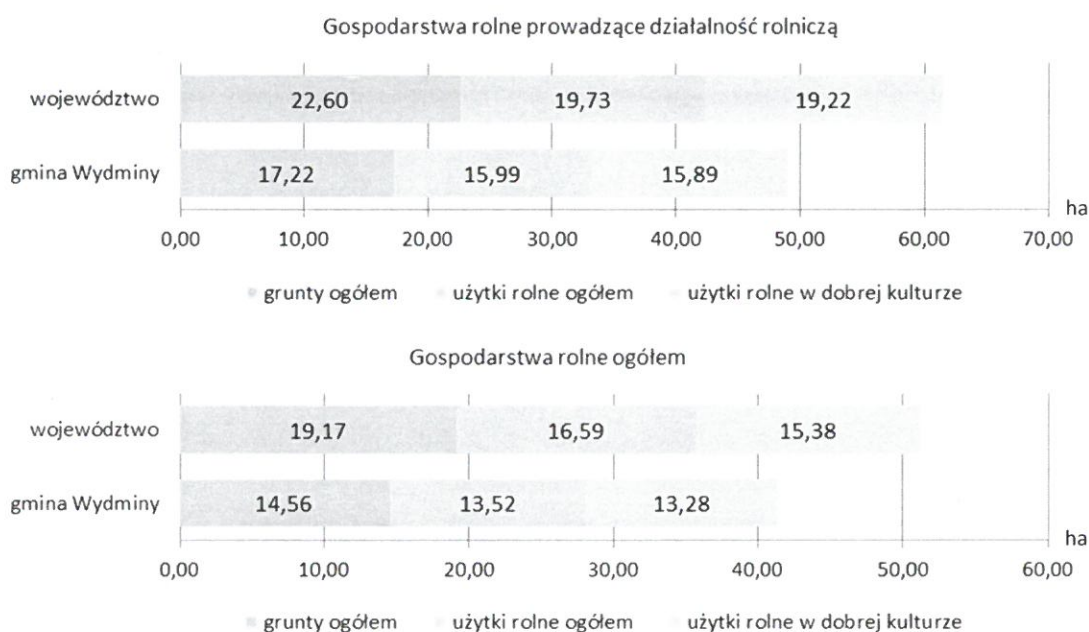 Gospodarstwa rolne prowadzące działalność rolniczą
województwo 22,60 19,73 19,22
gmina Wydminy 17,22 15,99 15,89
ha
0,00 10,00 20,00 30,00 40,00 50,00 60,00 70,00
grunty ogółem użytki rolne ogółem użytki rolne w dobrej kulturze
Gospodarstwa rolne ogółem
województwo 19,17 16,59 15,38
gmina Wydminy 14,56 13,52 13,28
ha
0,00 10,00 20,00 30,00 40,00 50,00 60,00
grunty ogółem użytki rolne ogółem użytki rolne w dobrej kulturze